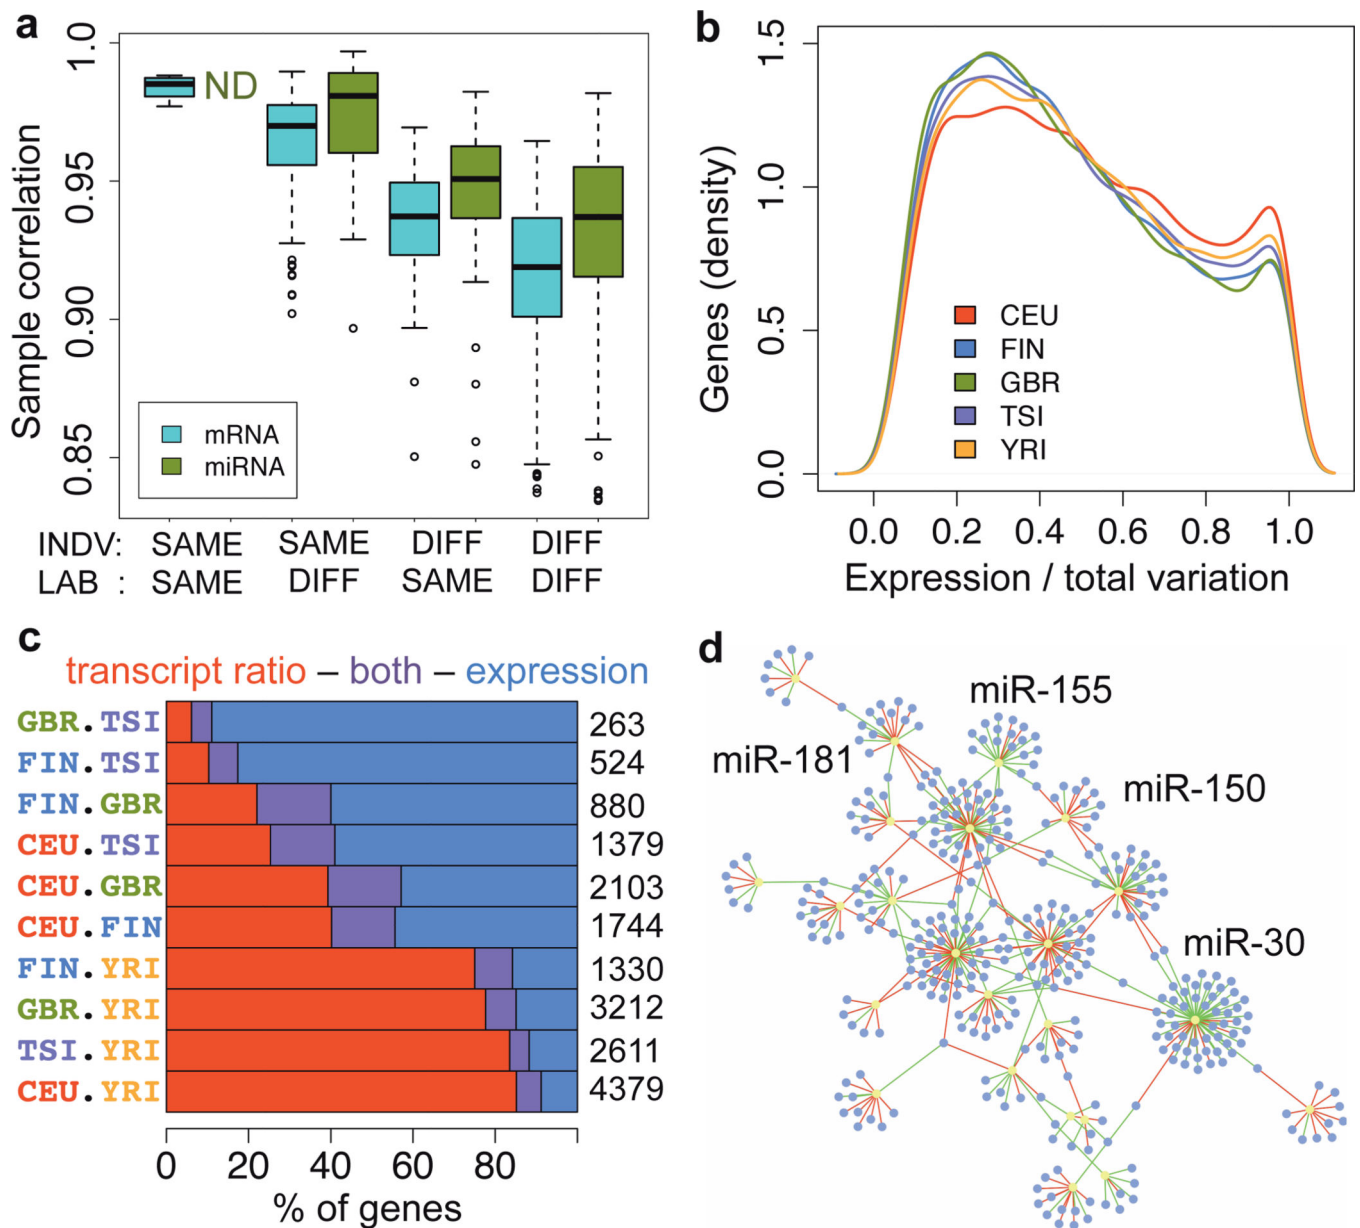 a
1.0
0.95
0.90
0.85
Sample correlation
ND
mRNA
miRNA
INDV: SAME SAME DIFF DIFF
LAB : SAME DIFF SAME DIFF
b
1.5
1.0
0.5
0.0
Genes (density)
CEU
FIN
GBR
TSI
YRI
0.0 0.2 0.4 0.6 0.8 1.0
Expression / total variation
c
transcript ratio – both – expression
GBR.TSI 263
FIN.TSI 524
FIN.GBR 880
CEU.TSI 1379
CEU.GBR 2103
CEU.FIN 1744
FIN.YRI 1330
GBR.YRI 3212
TSI.YRI 2611
CEU.YRI 4379
0 20 40 60 80
% of genes
d
miR-155
miR-181
miR-150
miR-30